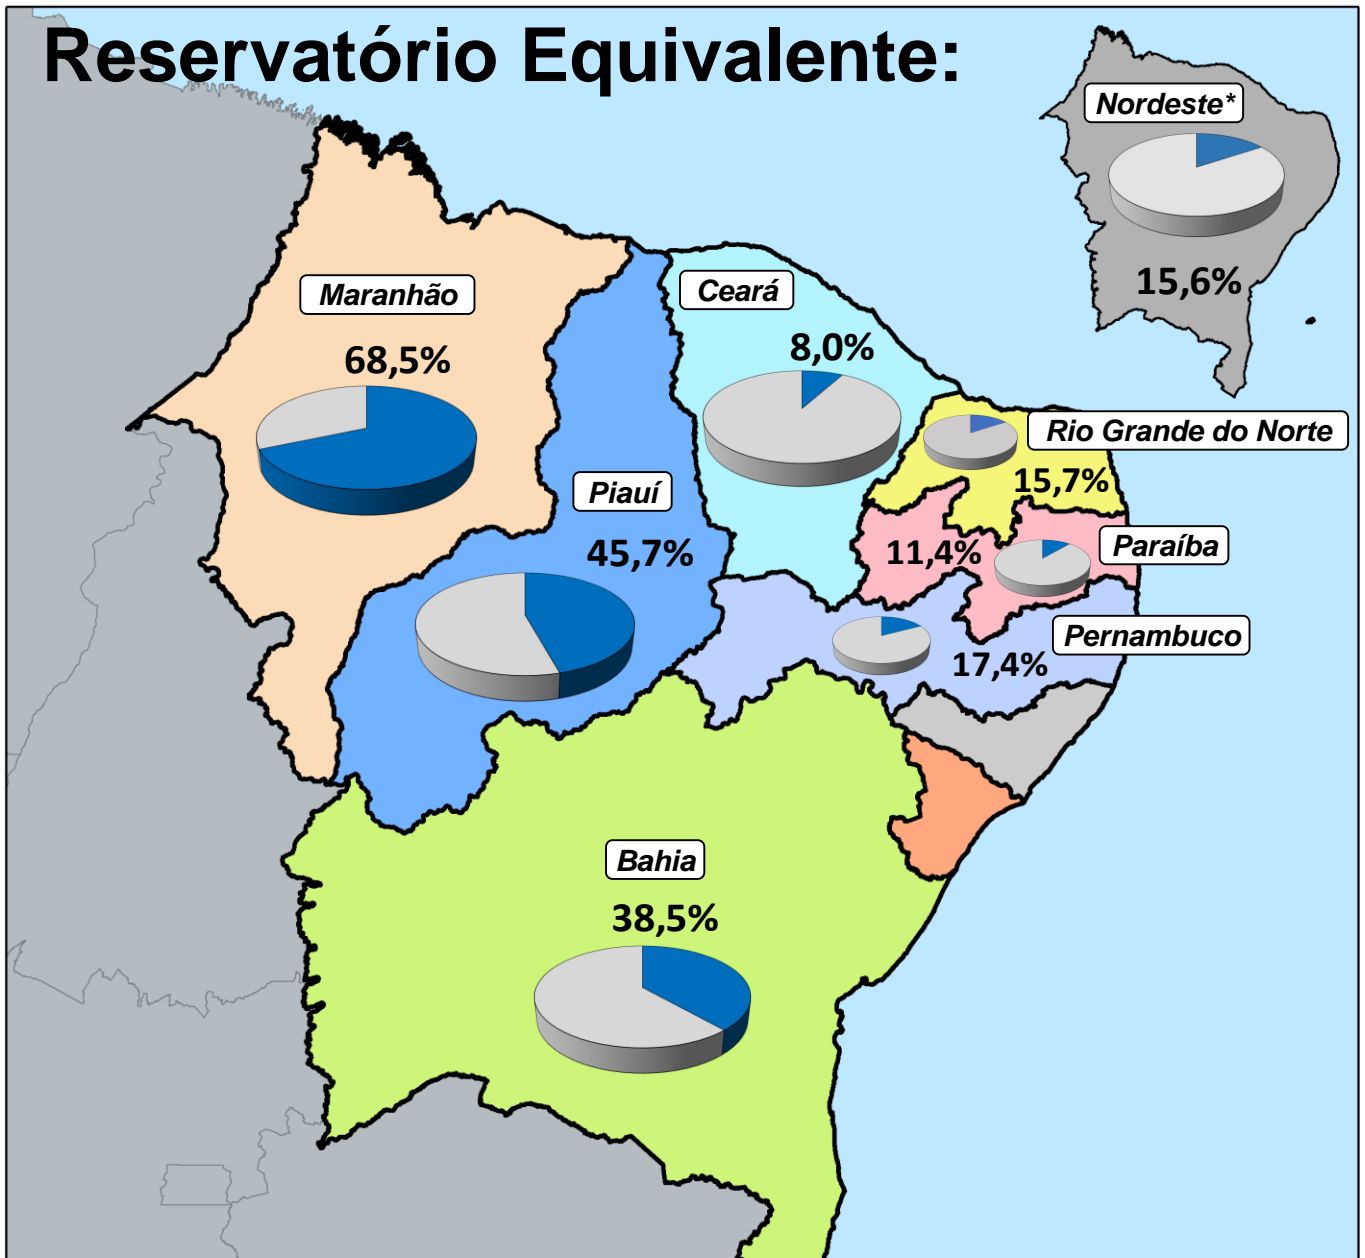 Reservatório Equivalente:
Nordeste*
15,6%
Maranhão
68,5%
Ceará
8,0%
Rio Grande do Norte
15,7%
Piauí
45,7%
Paraíba
11,4%
Pernambuco
17,4%
Bahia
38,5%